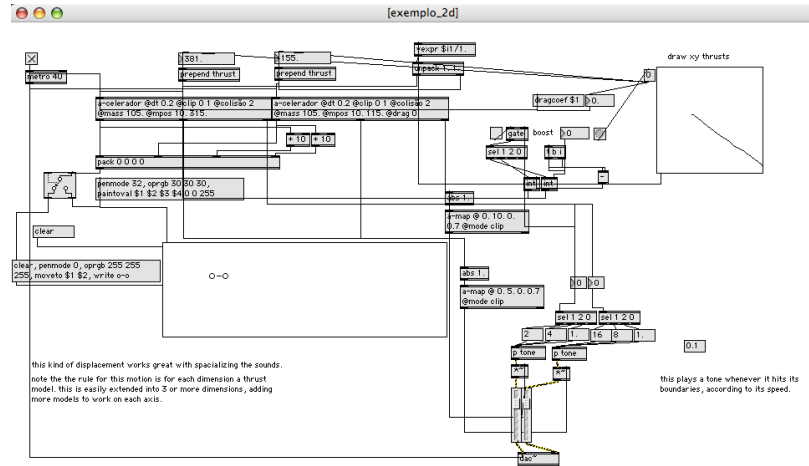 [exemplo_2d]
metro 40
381.
155.
vexpr $i1/1.
unpack 1. 1.
prepend thrust
prepend thrust
draw xy thrusts
0
a-celerador @dt 0.2 @clip 0 1 @colisão 2
@mass 105. @mpos 10. 315.
a-celerador @dt 0.2 @clip 0 1 @colisão 2
@mass 105. @mpos 10. 115. @drag 0
dragcoef $1
0.
+ 10
+ 10
gate
boost
0
sel 1 2 0
t b i
pack 0 0 0 0
int
int
-
penmode 32, oprgb 30 30 30,
paintoval $1 $2 $3 $4 0 0 255
abs 1.
a-map @ 0. 10. 0.
0.7 @mode clip
clear
clear, penmode 0, oprgb 255 255
255, moveto $1 $2, write o-o
o-o
abs 1.
a-map @ 0. 5. 0. 0.7
@mode clip
0
0
sel 1 2 0
sel 1 2 0
2
4
1.
16
8
1.
0.1
p tone
p tone
*~
*~
this kind of displacement works great with spacializing the sounds.
note the the rule for this motion is for each dimension a thrust
model. this is easily extended into 3 or more dimensions, adding
more models to work on each axis.
this plays a tone whenever it hits its
boundaries, according to its speed.
dac~